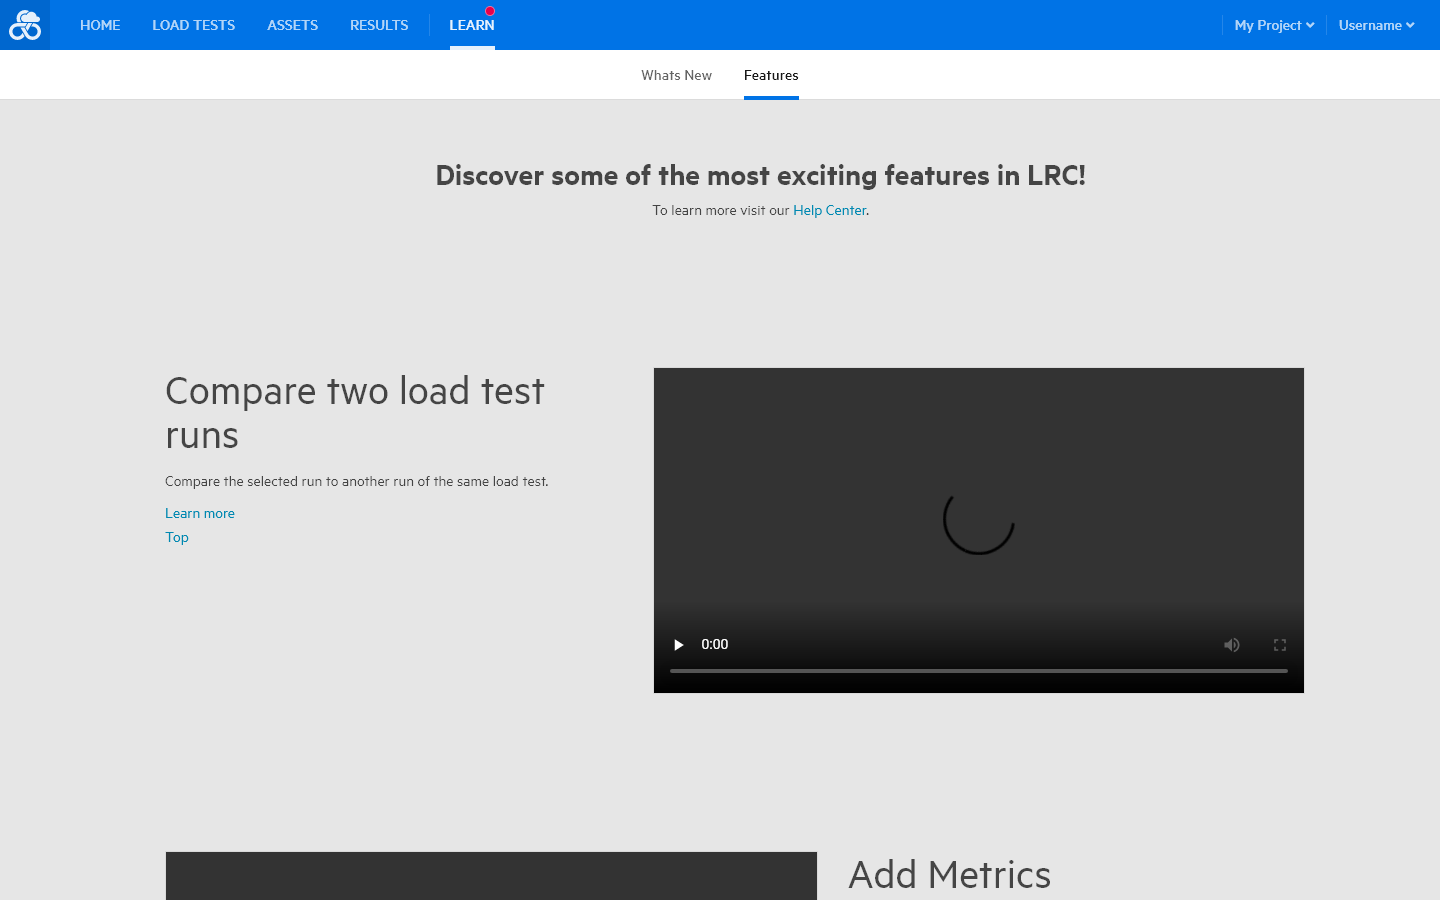 HOME LOAD TESTS ASSETS RESULTS LEARN My Project Username
Whats New Features
Discover some of the most exciting features in LRC!
To learn more visit our Help Center.
Compare two load test
runs
Compare the selected run to another run of the same load test.
Learn more
Top
0:00
Add Metrics